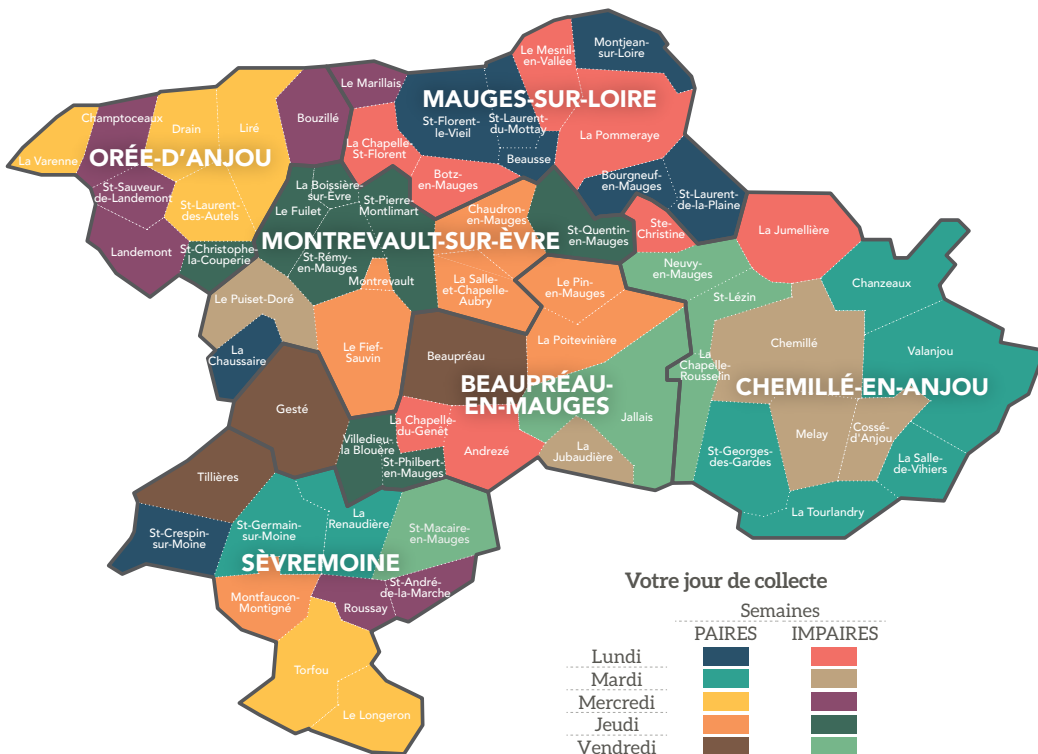 Montjean-
sur-Loire
Le Mesnil-
en-Vallée
Le Marillais
MAUGES-SUR-LOIRE
St-Florent-
le-Vieil
St-Laurent-
du-Mottay
La Pommeraye
Beausse
La Chapelle-
St-Florent
Botz-
en-Mauges
Bourgneuf-
en-Mauges
St-Laurent-
de-la-Plaine
Ste-
Christine
Champtoceaux
Drain
Liré
Bouzillé
La Varenne
ORÉE-D'ANJOU
St-Sauveur-
de-Landemont
St-Laurent-
des-Autels
Landemont
St-Christophe-
la-Couperie
La Boissière-
sur-Èvre
St-Pierre-
Montlimart
Le Fuilet
Chaudron-
en-Mauges
St-Quentin-
en-Mauges
MONTREVAULT-SUR-ÈVRE
St-Rémy-
en-Mauges
Montrevault
La Salle-
et-Chapelle-
Aubry
Le Puiset-Doré
La
Chaussaire
Le Fief-
Sauvin
Le Pin-
en-Mauges
La Poitevinière
Beaupréau
BEAUPRÉAU-
EN-MAUGES
Gesté
La Chapelle-
du-Genêt
Jallais
Villedieu-
la Blouère
Andrezé
La
Jubaudière
St-Philbert-
en-Mauges
Tillières
La Jumellière
Neuvy-
en-Mauges
St-Lézin
Chanzeaux
Chemillé
Valanjou
La
Chapelle-
Rousselin
CHEMILLÉ-EN-ANJOU
Melay
Cossé-
d'Anjou
St-Georges-
des-Gardes
La Salle-
de-Vihiers
La Tourlandry
St-Crespin-
sur-Moine
St-Germain-
sur-Moine
La
Renaudière
St-Macaire-
en-Mauges
SÈVREMOINE
Montfaucon-
Montigné
Roussay
St-André-
de-la-Marche
Torfou
Le Longeron
Votre jour de collecte
Semaines
PAIRES IMPAIRES
Lundi
Mardi
Mercredi
Jeudi
Vendredi